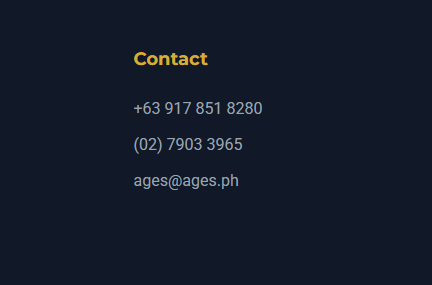 Contact
+63 917 851 8280
(02) 7903 3965
ages@ages.ph